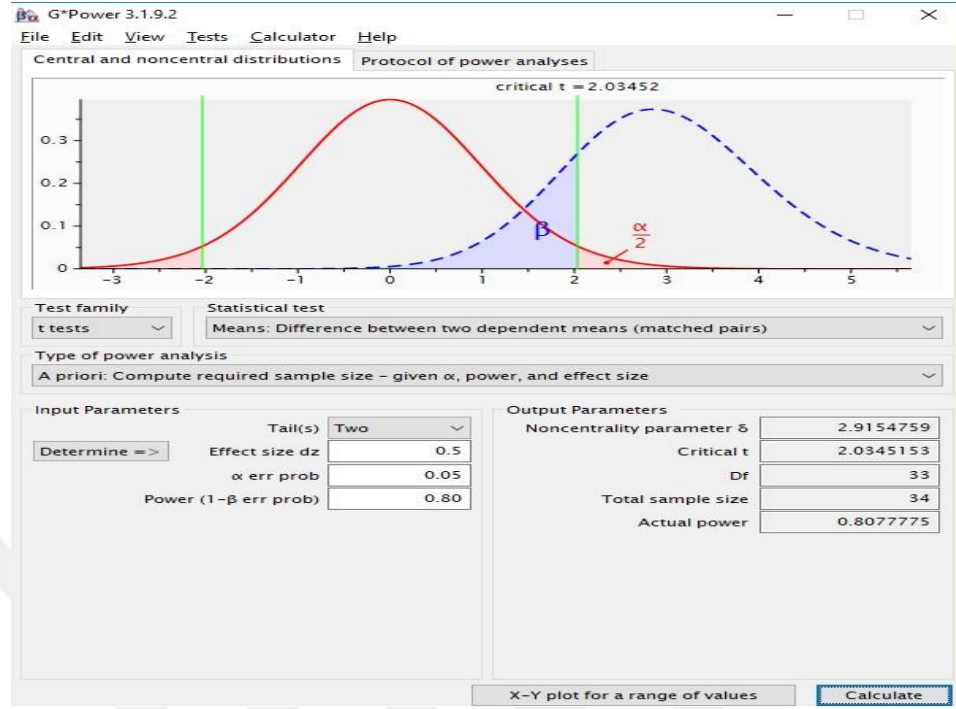 G*Power 3.1.9.2
File Edit View Tests Calculator Help
Central and noncentral distributions Protocol of power analyses
critical t = 2.03452
0.3
0.2
0.1
0
β
α
2
-3 -2 -1 0 1 2 3 4 5
Test family Statistical test
t tests Means: Difference between two dependent means (matched pairs)
Type of power analysis
A priori: Compute required sample size – given α, power, and effect size
Input Parameters Output Parameters
Tail(s) Two Noncentrality parameter δ 2.9154759
Determine => Effect size dz 0.5 Critical t 2.0345153
α err prob 0.05 Df 33
Power (1-β err prob) 0.80 Total sample size 34
Actual power 0.8077775
X-Y plot for a range of values Calculate